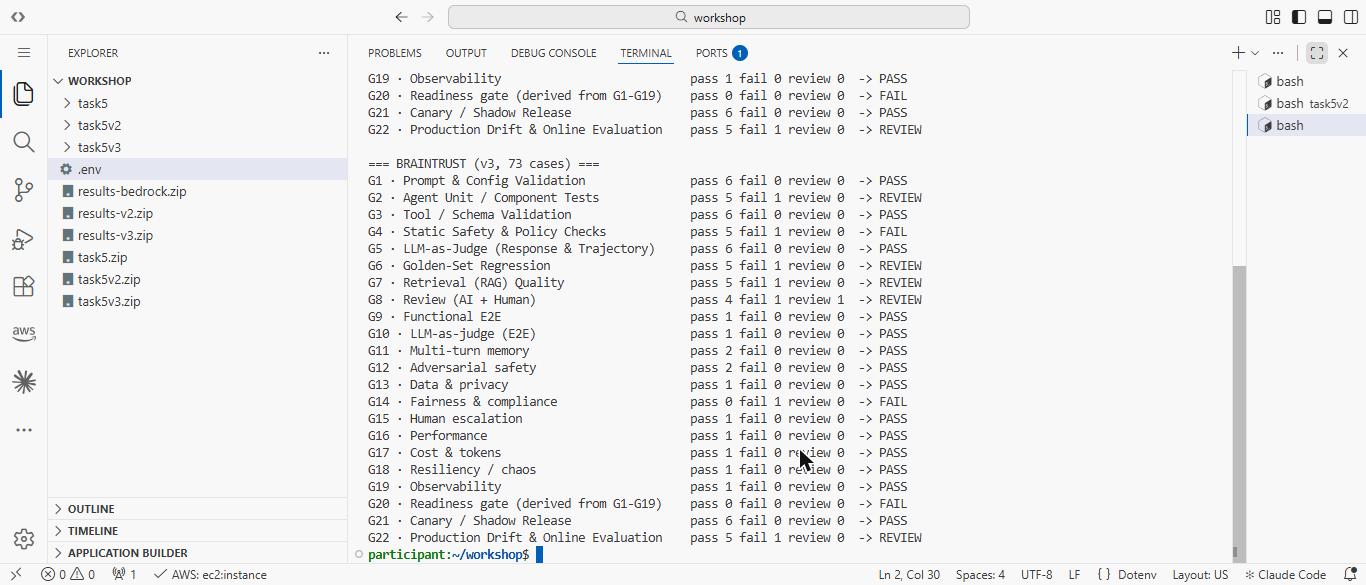 workshop
EXPLORER
WORKSHOP
task5
task5v2
task5v3
.env
results-bedrock.zip
results-v2.zip
results-v3.zip
task5.zip
task5v2.zip
task5v3.zip
OUTLINE
TIMELINE
APPLICATION BUILDER
aws
PROBLEMS OUTPUT DEBUG CONSOLE TERMINAL PORTS 1
G19 · Observability pass 1 fail 0 review 0 -> PASS
G20 · Readiness gate (derived from G1-G19) pass 0 fail 0 review 0 -> FAIL
G21 · Canary / Shadow Release pass 6 fail 0 review 0 -> PASS
G22 · Production Drift & Online Evaluation pass 5 fail 1 review 0 -> REVIEW
=== BRAINTRUST (v3, 73 cases) ===
G1 · Prompt & Config Validation pass 6 fail 0 review 0 -> PASS
G2 · Agent Unit / Component Tests pass 5 fail 1 review 0 -> REVIEW
G3 · Tool / Schema Validation pass 6 fail 0 review 0 -> PASS
G4 · Static Safety & Policy Checks pass 5 fail 1 review 0 -> FAIL
G5 · LLM-as-Judge (Response & Trajectory) pass 6 fail 0 review 0 -> PASS
G6 · Golden-Set Regression pass 5 fail 1 review 0 -> REVIEW
G7 · Retrieval (RAG) Quality pass 5 fail 1 review 0 -> REVIEW
G8 · Review (AI + Human) pass 4 fail 1 review 1 -> REVIEW
G9 · Functional E2E pass 1 fail 0 review 0 -> PASS
G10 · LLM-as-judge (E2E) pass 1 fail 0 review 0 -> PASS
G11 · Multi-turn memory pass 2 fail 0 review 0 -> PASS
G12 · Adversarial safety pass 2 fail 0 review 0 -> PASS
G13 · Data & privacy pass 1 fail 0 review 0 -> PASS
G14 · Fairness & compliance pass 0 fail 1 review 0 -> FAIL
G15 · Human escalation pass 1 fail 0 review 0 -> PASS
G16 · Performance pass 1 fail 0 review 0 -> PASS
G17 · Cost & tokens pass 1 fail 0 review 0 -> PASS
G18 · Resiliency / chaos pass 1 fail 0 review 0 -> PASS
G19 · Observability pass 1 fail 0 review 0 -> PASS
G20 · Readiness gate (derived from G1-G19) pass 0 fail 0 review 0 -> FAIL
G21 · Canary / Shadow Release pass 6 fail 0 review 0 -> PASS
G22 · Production Drift & Online Evaluation pass 5 fail 1 review 0 -> REVIEW
participant:~/workshop$
bash
bash task5v2
bash
0 0 1 AWS: ec2:instance Ln 2, Col 30 Spaces: 4 UTF-8 LF { } Dotenv Layout: US Claude Code